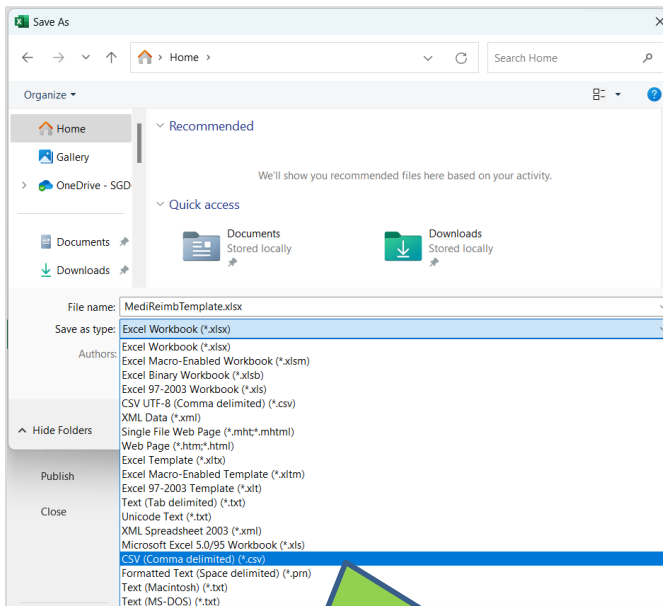 Save As
Home
Search Home
Organize
Home
Gallery
OneDrive - SGD
Documents
Downloads
Recommended
We'll show you recommended files here based on your activity.
Quick access
Documents
Stored locally
Downloads
Stored locally
File name: MediReimbTemplate.xlsx
Save as type: Excel Workbook (*.xlsx)
Authors:
Excel Workbook (*.xlsx)
Excel Macro-Enabled Workbook (*.xlsm)
Excel Binary Workbook (*.xlsb)
Excel 97-2003 Workbook (*.xls)
CSV UTF-8 (Comma delimited) (*.csv)
XML Data (*.xml)
Single File Web Page (*.mht;*.mhtml)
Web Page (*.htm;*.html)
Excel Template (*.xltx)
Excel Macro-Enabled Template (*.xltm)
Excel 97-2003 Template (*.xlt)
Text (Tab delimited) (*.txt)
Unicode Text (*.txt)
XML Spreadsheet 2003 (*.xml)
Microsoft Excel 5.0/95 Workbook (*.xls)
CSV (Comma delimited) (*.csv)
Formatted Text (Space delimited) (*.prn)
Text (Macintosh) (*.txt)
Text (MS-DOS) (*.txt)
Hide Folders
Publish
Close